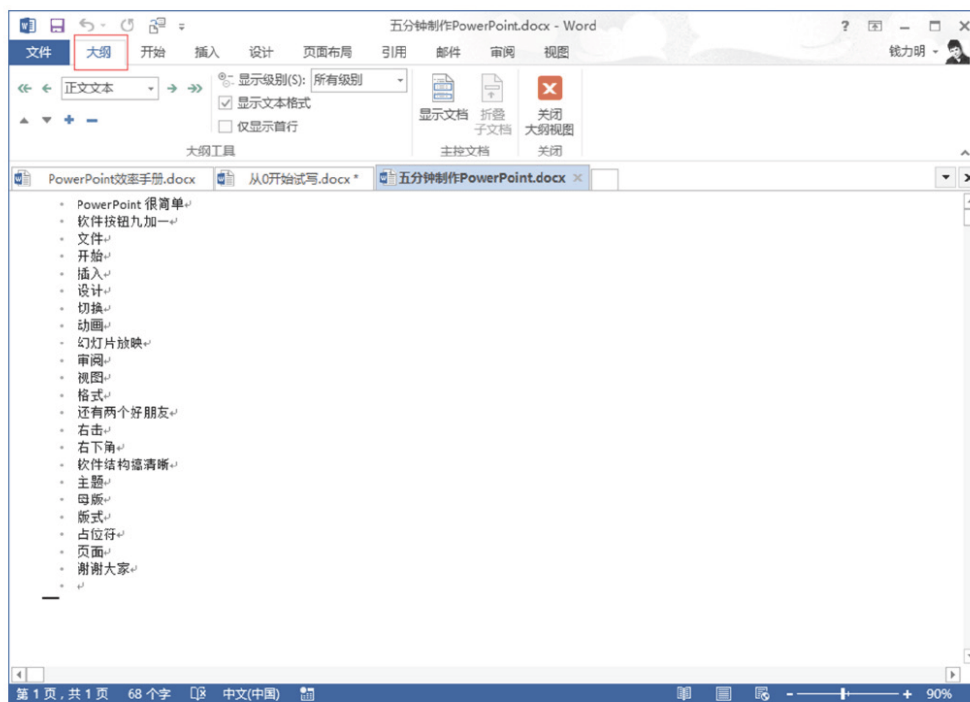 五分钟制作PowerPoint.docx - Word
文件 大纲 开始 插入 设计 页面布局 引用 邮件 审阅 视图 钱力明
正文文本 显示级别(S): 所有级别
显示文本格式
仅显示首行
显示文档 折叠子文档 关闭大纲视图
大纲工具 主控文档 关闭
PowerPoint效率手册.docx 从0开始试写.docx * 五分钟制作PowerPoint.docx
PowerPoint 很简单
软件按钮九加一
文件
开始
插入
设计
切换
动画
幻灯片放映
审阅
视图
格式
还有两个好朋友
右击
右下角
软件结构搞清晰
主题
母版
版式
占位符
页面
谢谢大家
第 1 页，共 1 页 68 个字 中文(中国) 90%